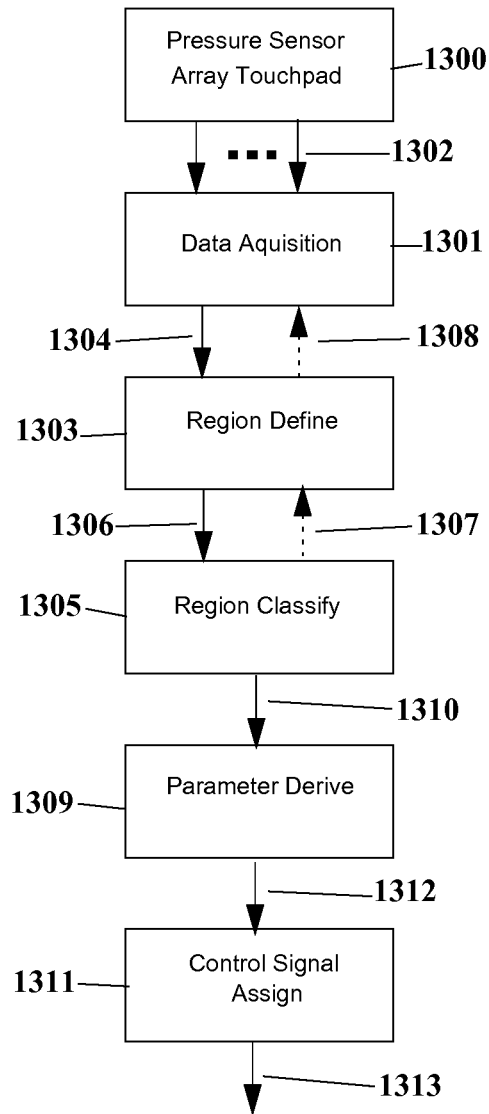 Pressure Sensor
Array Touchpad
1300
1302
Data Aquisition
1301
1304
1308
Region Define
1303
1306
1307
Region Classify
1305
1310
Parameter Derive
1309
1312
Control Signal
Assign
1311
1313